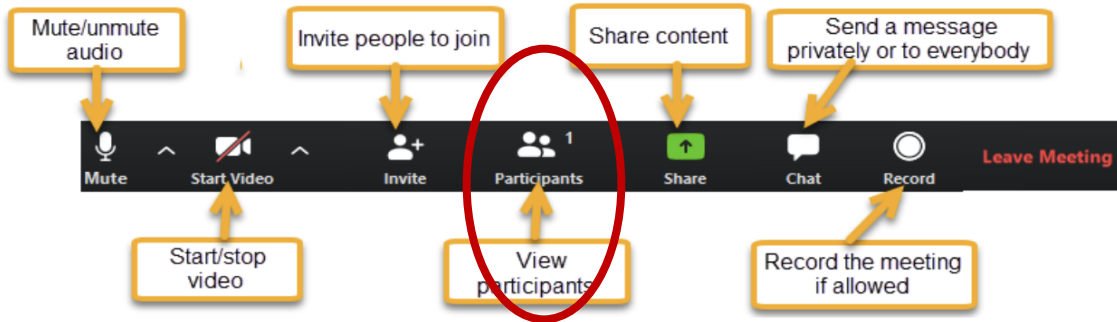 Mute/unmute
audio
Invite people to join
Share content
Send a message
privately or to everybody
1
Mute
Start Video
Invite
Participants
Share
Chat
Record
Leave Meeting
Start/stop
video
View
participants
Record the meeting
if allowed